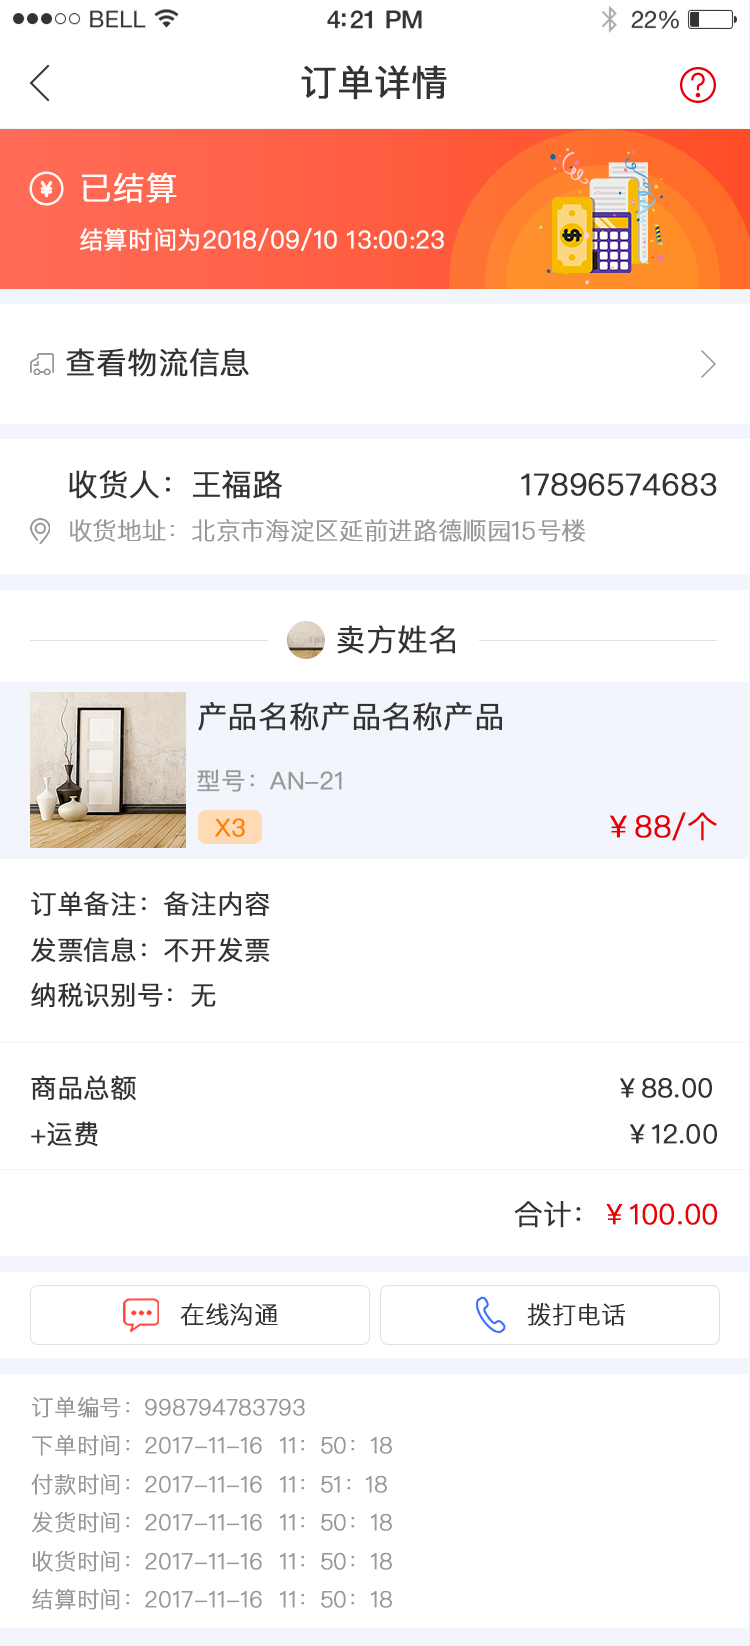 BELL 4:21 PM 22%
订单详情
已结算
结算时间为2018/09/10 13:00:23
查看物流信息
收货人：王福路 17896574683
收货地址：北京市海淀区延前进路德顺园15号楼
卖方姓名
产品名称产品名称产品
型号：AN-21
X3 ￥88/个
订单备注：备注内容
发票信息：不开发票
纳税识别号：无
商品总额 ￥88.00
+运费 ￥12.00
合计：￥100.00
在线沟通 拨打电话
订单编号：998794783793
下单时间：2017-11-16 11：50：18
付款时间：2017-11-16 11：51：18
发货时间：2017-11-16 11：50：18
收货时间：2017-11-16 11：50：18
结算时间：2017-11-16 11：50：18